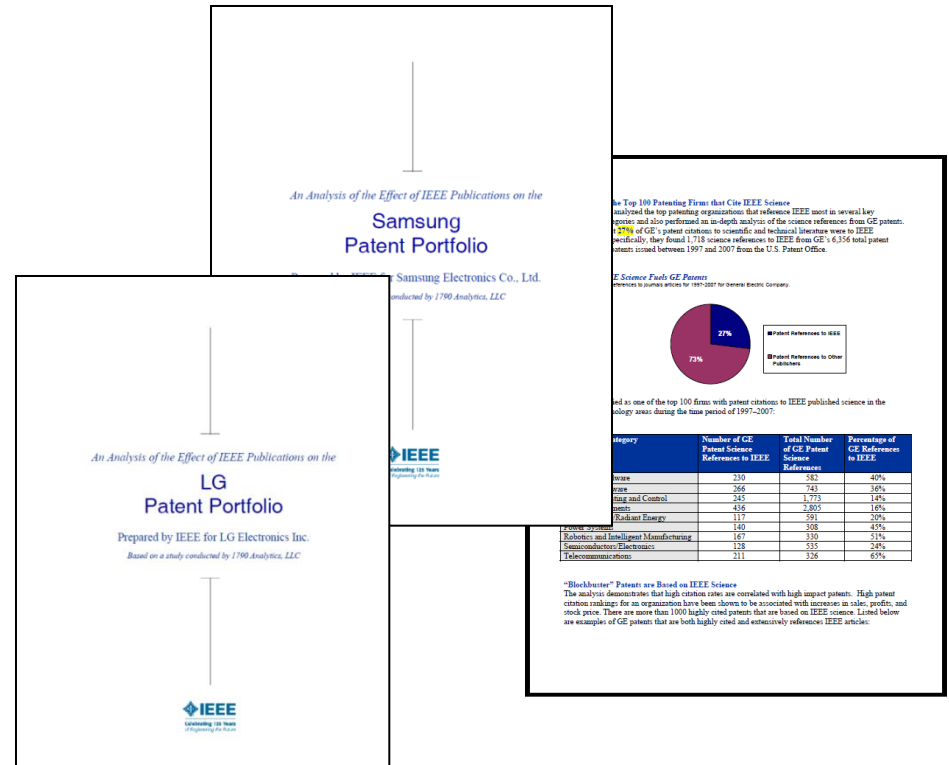 An Analysis of the Effect of IEEE Publications on the
Samsung
Patent Portfolio
Samsung Electronics Co., Ltd.
conducted by 1790 Analytics, LLC
IEEE
Celebrating 125 Years
of Engineering the Future
An Analysis of the Effect of IEEE Publications on the
LG
Patent Portfolio
Prepared by IEEE for LG Electronics Inc.
Based on a study conducted by 1790 Analytics, LLC
IEEE
Celebrating 125 Years
of Engineering the Future
Top 100 Patenting Firms that Cite IEEE Science
analyzed the top patenting organizations that reference IEEE most in several key
and also performed an in-depth analysis of the science references from GE patents.
27% of GE's patent citations to scientific and technical literature were to IEEE
they found 1,718 science references to IEEE from GE's 6,356 total patent
issued between 1997 and 2007 from the U.S. Patent Office.
Science Fuels GE Patents
references to journals articles for 1997-2007 for General Electric Company.
27%
73%
Patent References to IEEE
Patent References to Other
Publishers
as one of the top 100 firms with patent citations to IEEE published science in the
areas during the time period of 1997–2007:
Number of GE Patent Science References to IEEE
Total Number of GE Patent Science References
Percentage of GE References to IEEE
230 582 40%
266 743 36%
and Control 245 1,773 14%
436 2,805 16%
/Radiant Energy 117 591 20%
Power Systems 140 308 45%
Robotics and Intelligent Manufacturing 167 330 51%
Semiconductors/Electronics 128 535 24%
Telecommunications 211 326 65%
“Blockbuster” Patents are Based on IEEE Science
The analysis demonstrates that high citation rates are correlated with high impact patents. High patent
citation rankings for an organization have been shown to be associated with increases in sales, profits, and
stock price. There are more than 1000 highly cited patents that are based on IEEE science. Listed below
are examples of GE patents that are both highly cited and extensively references IEEE articles: